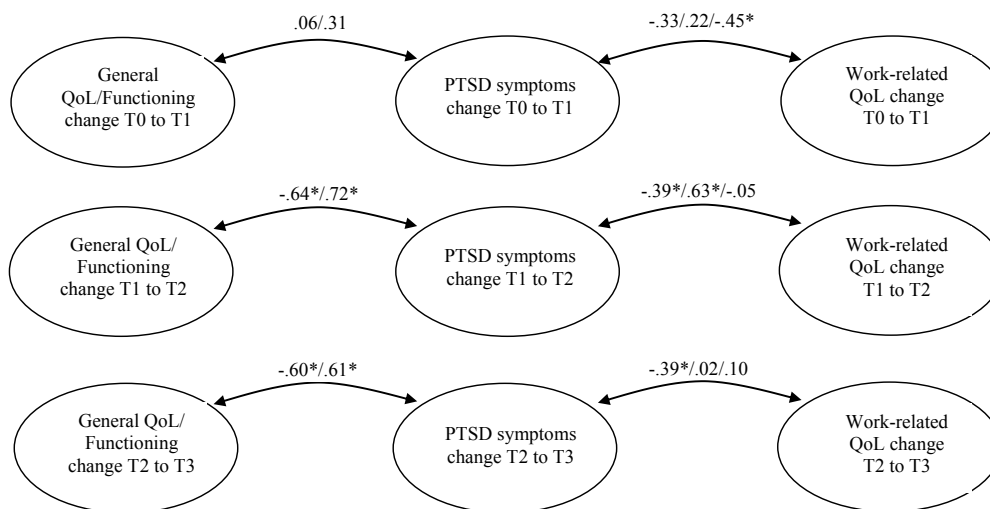 .06/.31
-.33/.22/-.45*
General
QoL/Functioning
change T0 to T1
PTSD symptoms
change T0 to T1
Work-related
QoL change
T0 to T1
-.64*/.72*
-.39*/.63*/-.05
General QoL/
Functioning
change T1 to T2
PTSD symptoms
change T1 to T2
Work-related
QoL change
T1 to T2
-.60*/.61*
-.39*/.02/.10
General QoL/
Functioning
change T2 to T3
PTSD symptoms
change T2 to T3
Work-related
QoL change
T2 to T3